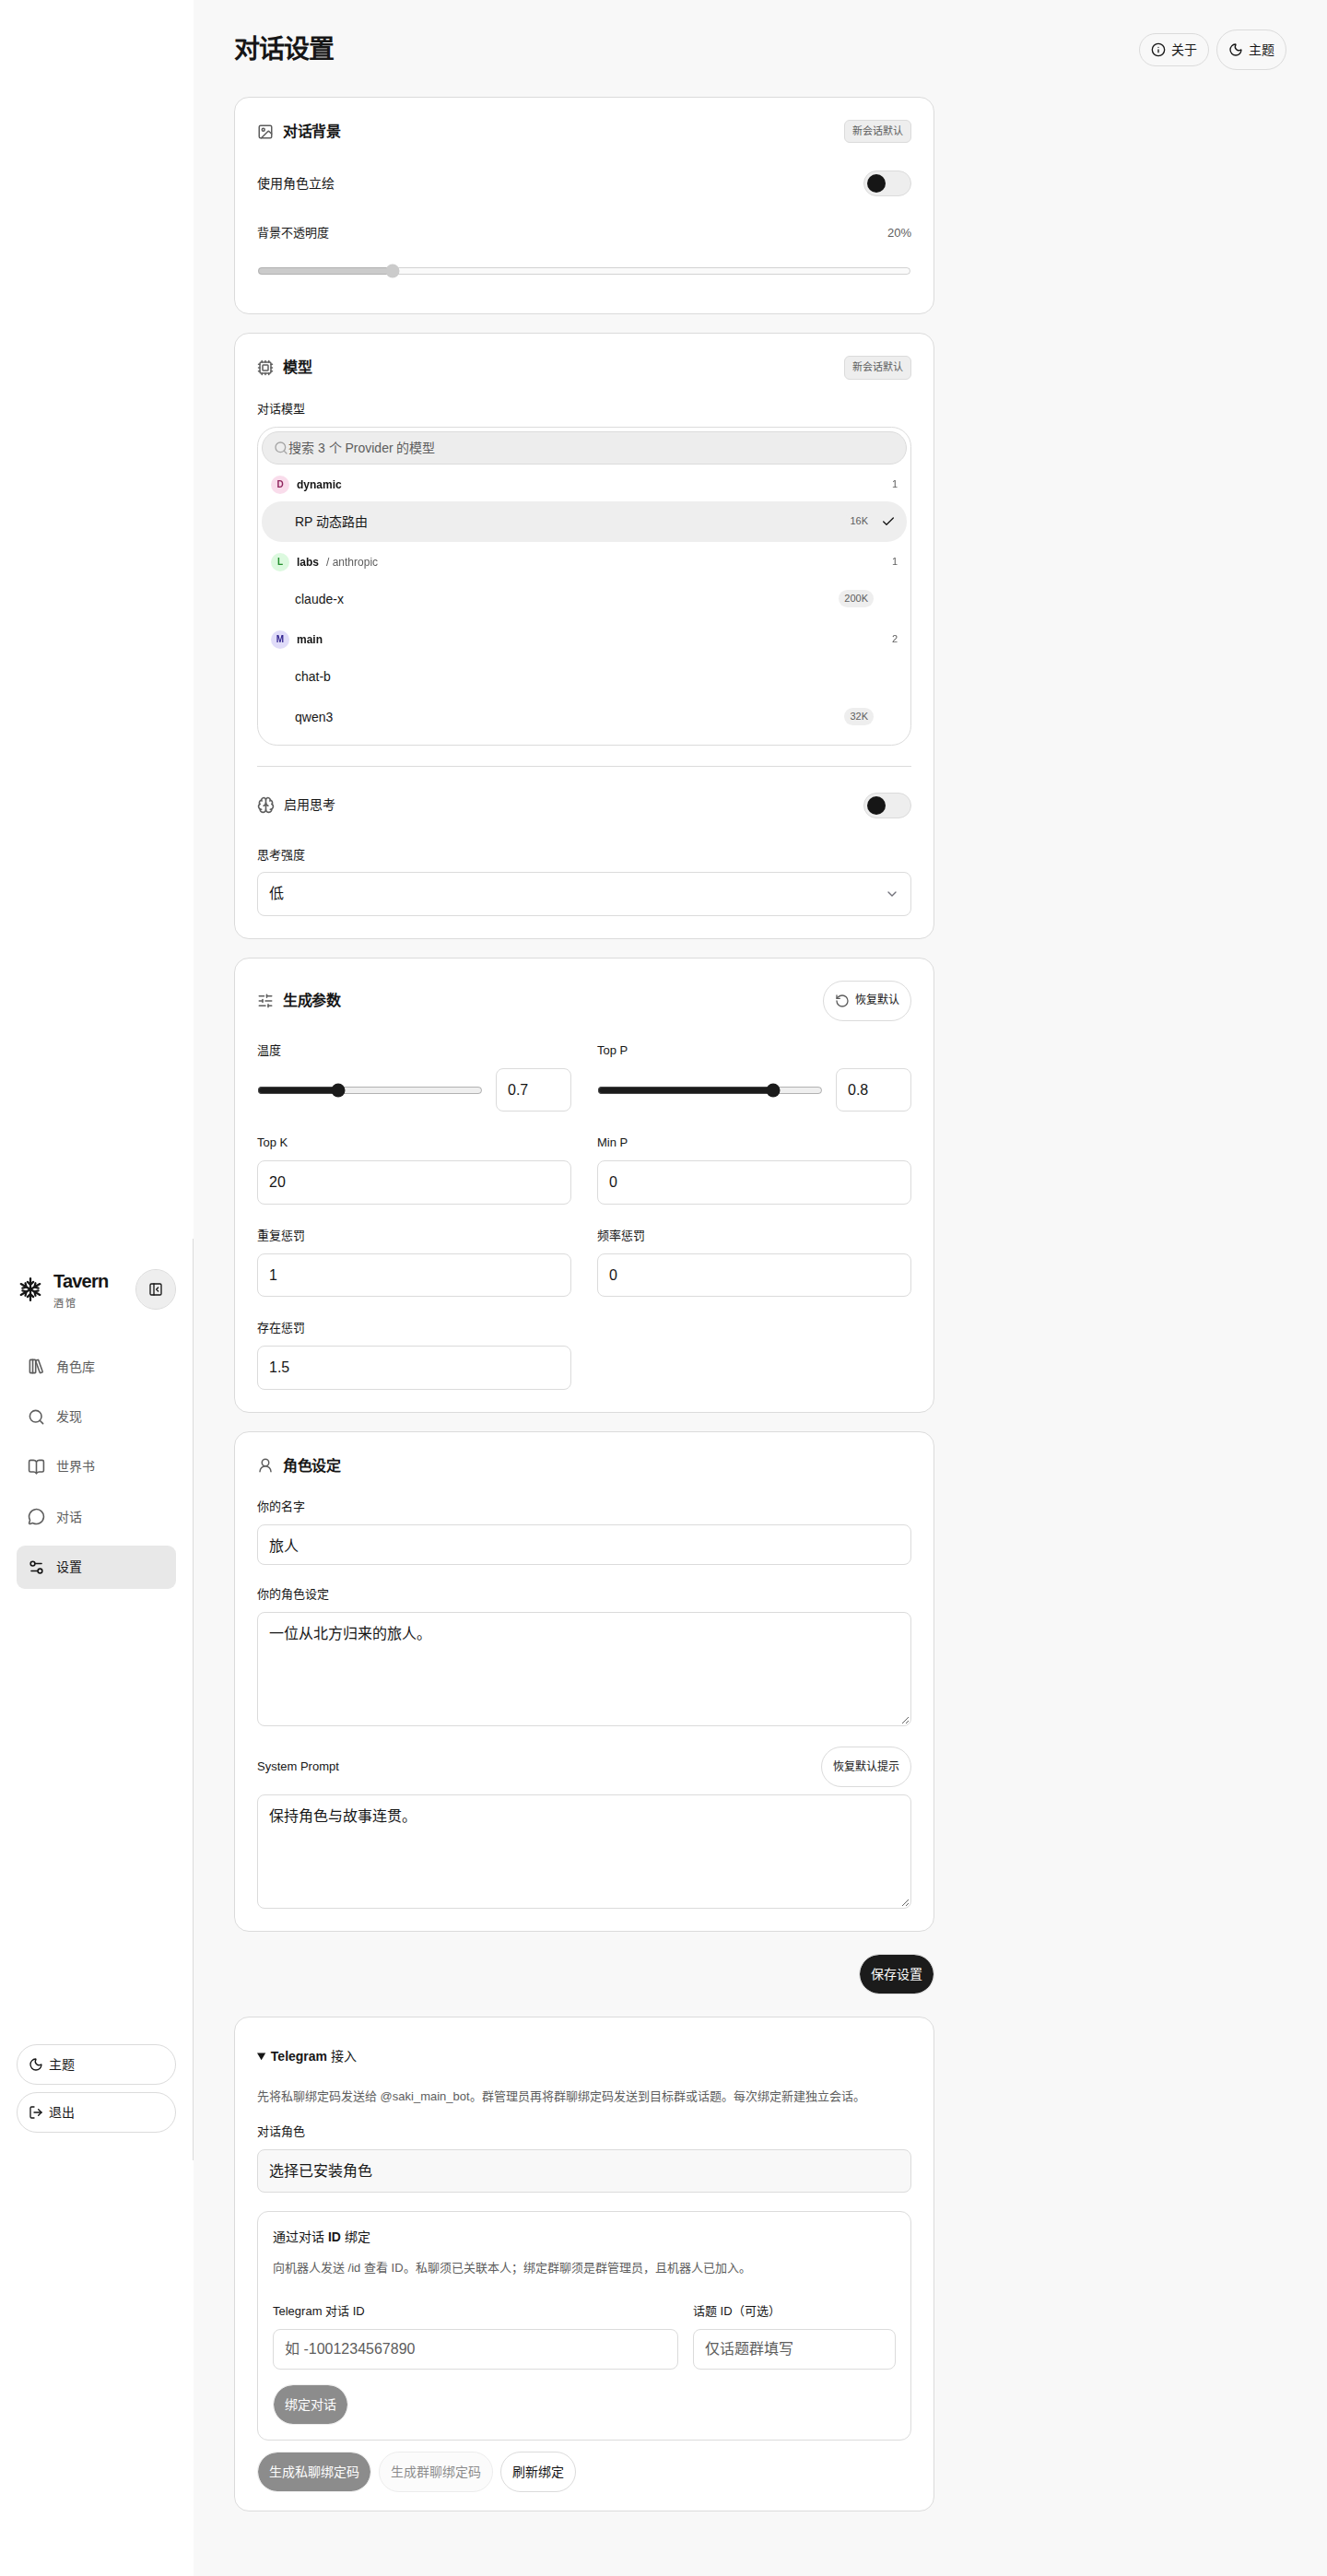 对话设置
关于
主题
对话背景
新会话默认
使用角色立绘
背景不透明度
20%
模型
新会话默认
对话模型
搜索 3 个 Provider 的模型
D dynamic
1
RP 动态路由
16K
L labs / anthropic
1
claude-x
200K
M main
2
chat-b
qwen3
32K
启用思考
思考强度
低
生成参数
恢复默认
温度
Top P
0.7
0.8
Top K
Min P
20
0
重复惩罚
频率惩罚
1
0
存在惩罚
1.5
Tavern
酒馆
角色库
发现
世界书
对话
设置
角色设定
你的名字
旅人
你的角色设定
一位从北方归来的旅人。
System Prompt
恢复默认提示
保持角色与故事连贯。
保存设置
主题
退出
Telegram 接入
先将私聊绑定码发送给 @saki_main_bot。群管理员再将群聊绑定码发送到目标群或话题。每次绑定新建独立会话。
对话角色
选择已安装角色
通过对话 ID 绑定
向机器人发送 /id 查看 ID。私聊须已关联本人；绑定群聊须是群管理员，且机器人已加入。
Telegram 对话 ID
话题 ID（可选）
如 -1001234567890
仅话题群填写
绑定对话
生成私聊绑定码
生成群聊绑定码
刷新绑定